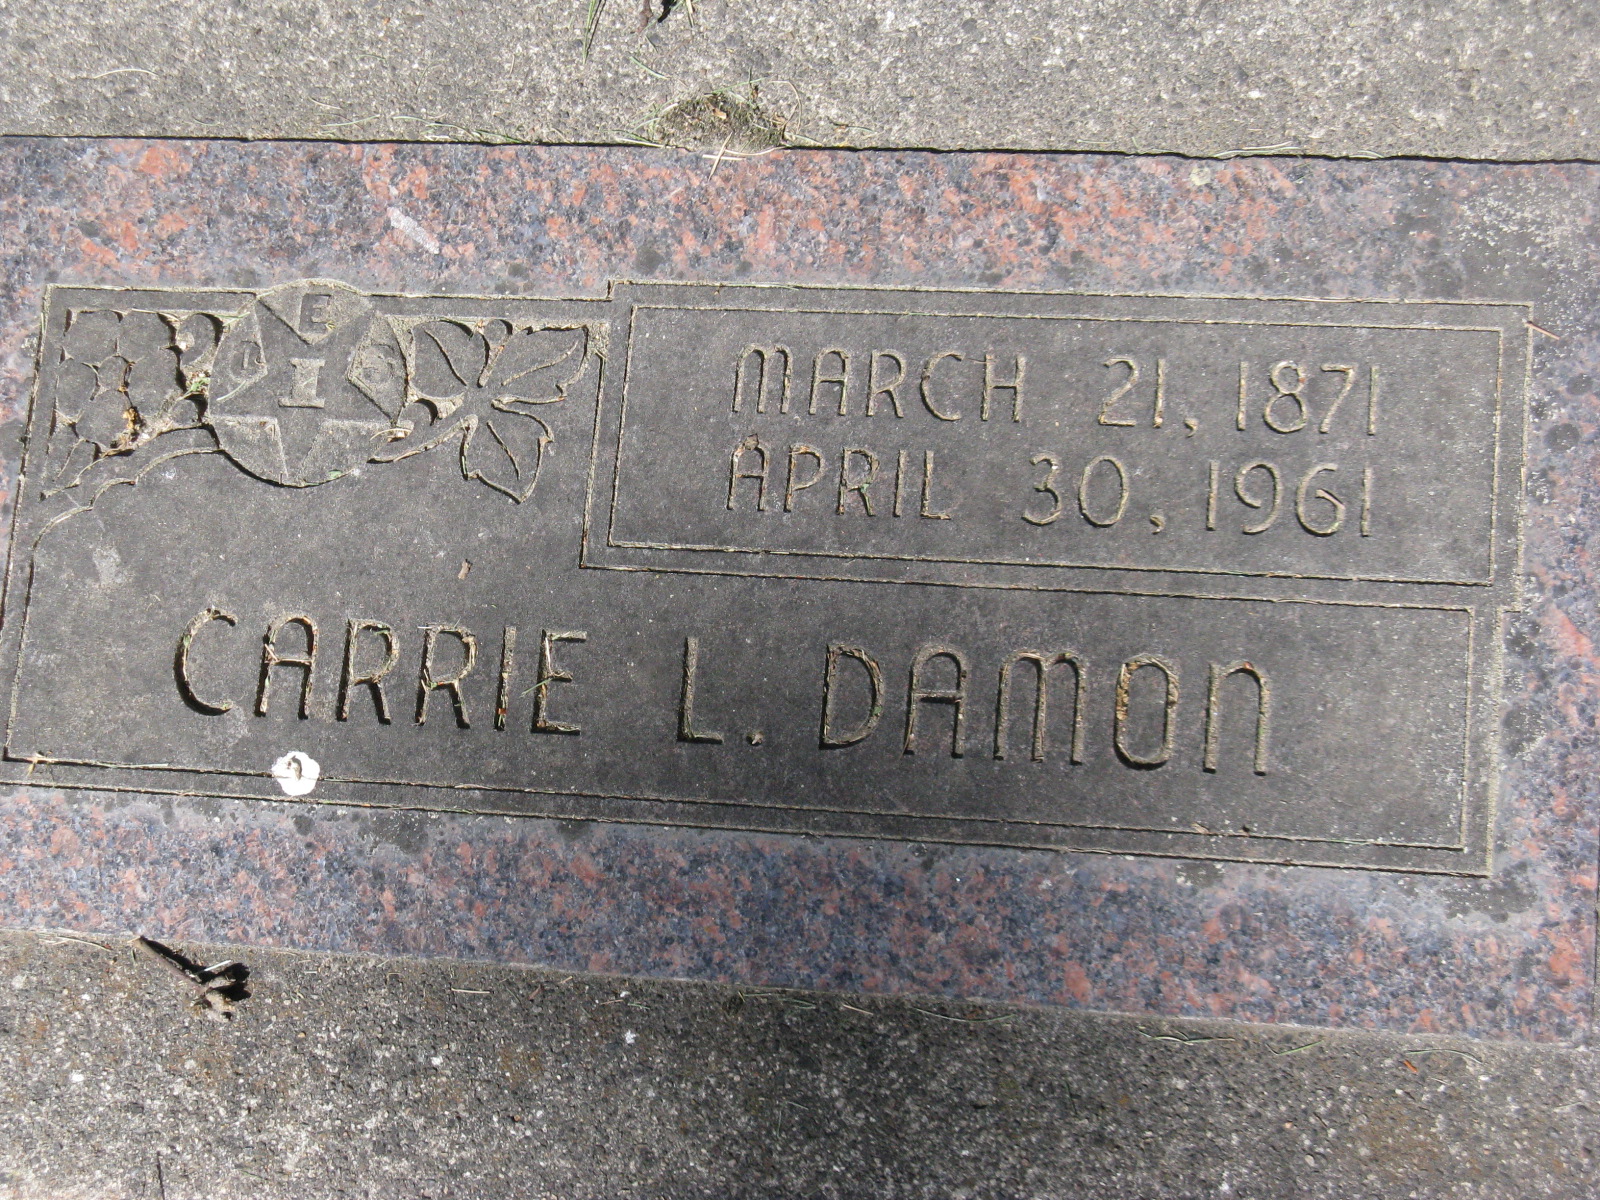 E
I
MARCH 21, 1871
APRIL 30, 1961
CARRIE L. DAMON